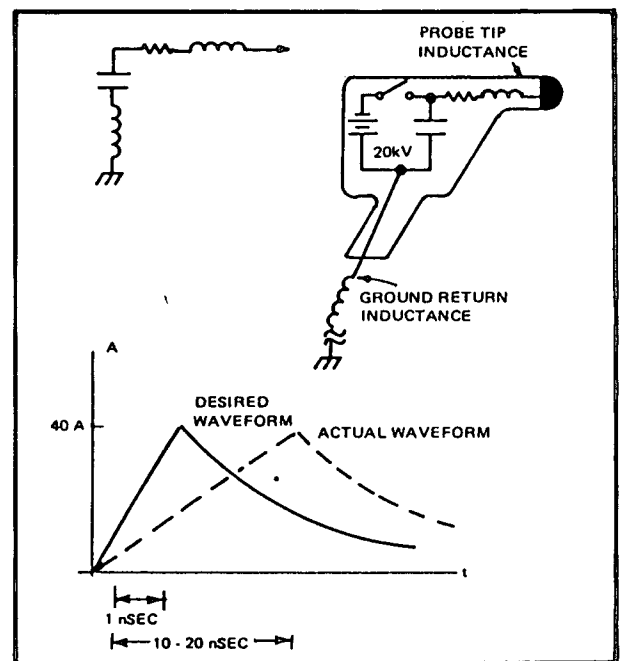 PROBE TIP
INDUCTANCE
20kV
GROUND RETURN
INDUCTANCE
A
DESIRED
WAVEFORM
40 A
ACTUAL WAVEFORM
t
1 nSEC
10 - 20 nSEC